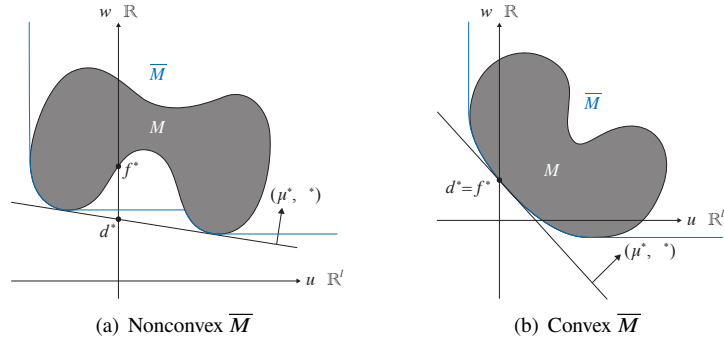 w ℝ
w ℝ
M̅
M̅
M
M
f*
d*=f*
(μ*, *)
d*
u ℝˡ
(μ*, *)
u ℝˡ
(a) Nonconvex M̅
(b) Convex M̅